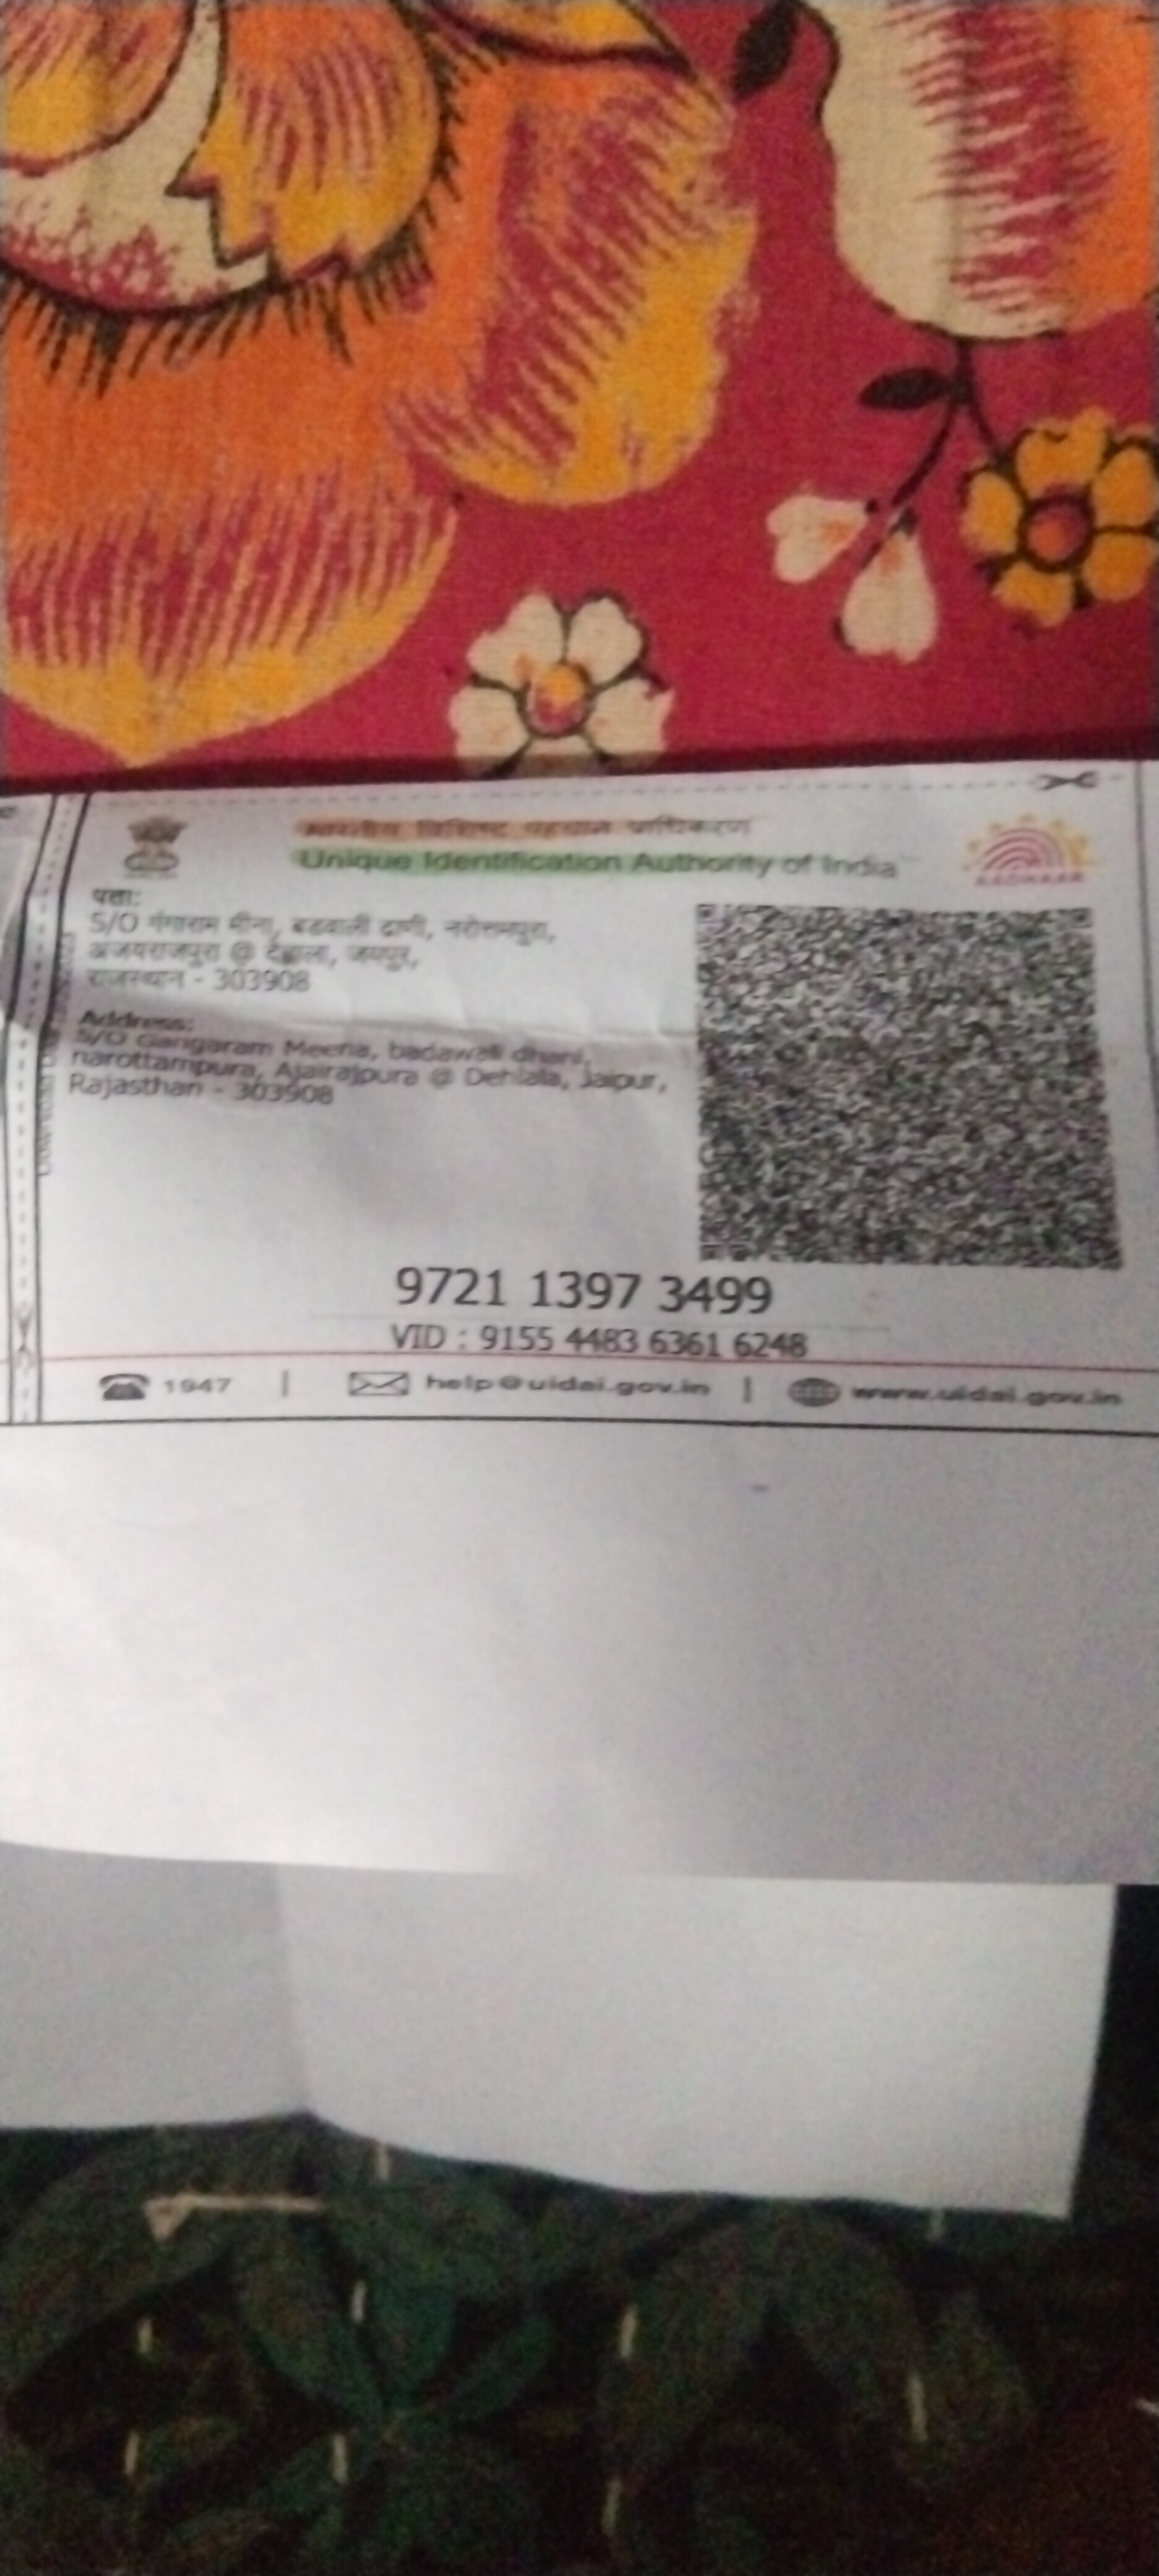 भारतीय विशिष्ट पहचान प्राधिकरण
Unique Identification Authority of India
AADHAAR
पता:
S/O गंगाराम मीना, बडवाली ढाणी, नरोत्तमपुरा,
अजयराजपुरा @ देह्लाला, जयपुर,
राजस्थान - 303908
Address:
S/O Gangaram Meena, badawali dhani,
narottampura, Ajairajpura @ Dehlala, Jaipur,
Rajasthan - 303908
9721 1397 3499
VID : 9155 4483 6361 6248
1947 | help@uidai.gov.in | www.uidai.gov.in